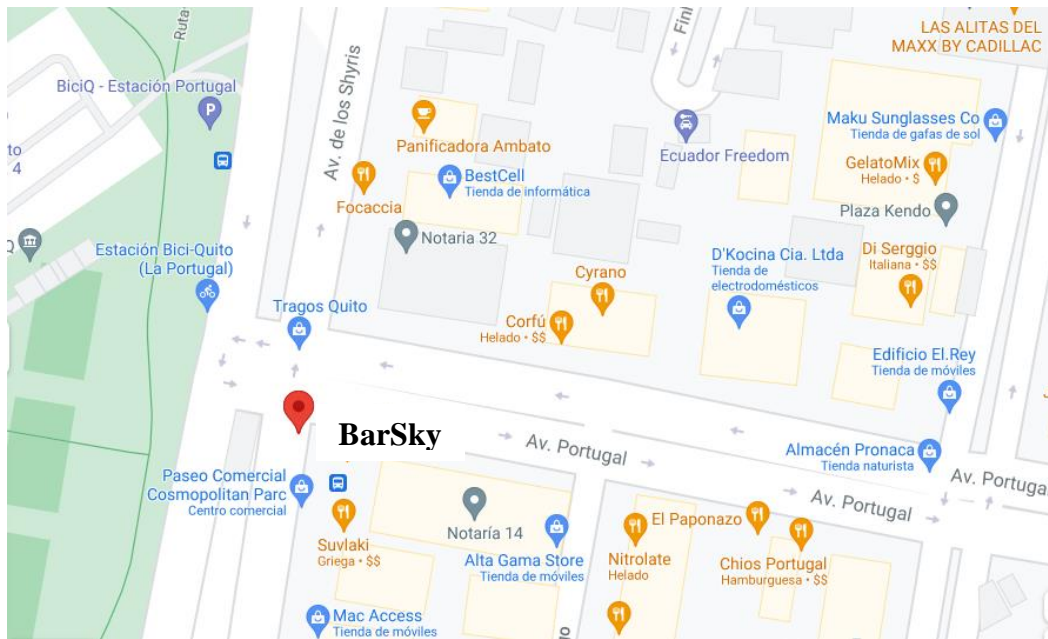 LAS ALITAS DEL
MAXX BY CADILLAC
Ruta
Av. de los Shyris
Fini
BiciQ - Estación Portugal
P
Maku Sunglasses Co
Tienda de gafas de sol
Panificadora Ambato
Ecuador Freedom
to
4
GelatoMix
Helado • $
BestCell
Tienda de informática
Focaccia
Plaza Kendo
Notaria 32
Q
Estación Bici-Quito
(La Portugal)
D'Kocina Cia. Ltda
Tienda de
electrodomésticos
Di Serggio
Italiana • $$
Cyrano
Tragos Quito
Corfú
Helado • $$
Edificio El.Rey
Tienda de móviles
J
BarSky
Av. Portugal
Almacén Pronaca
Tienda naturista
Av. Portuga
Paseo Comercial
Cosmopolitan Parc
Centro comercial
Av. Portugal
Notaría 14
El Paponazo
Suvlaki
Griega • $$
Alta Gama Store
Tienda de móviles
Nitrolate
Helado
Chios Portugal
Hamburguesa • $$
Mac Access
Tienda de móviles